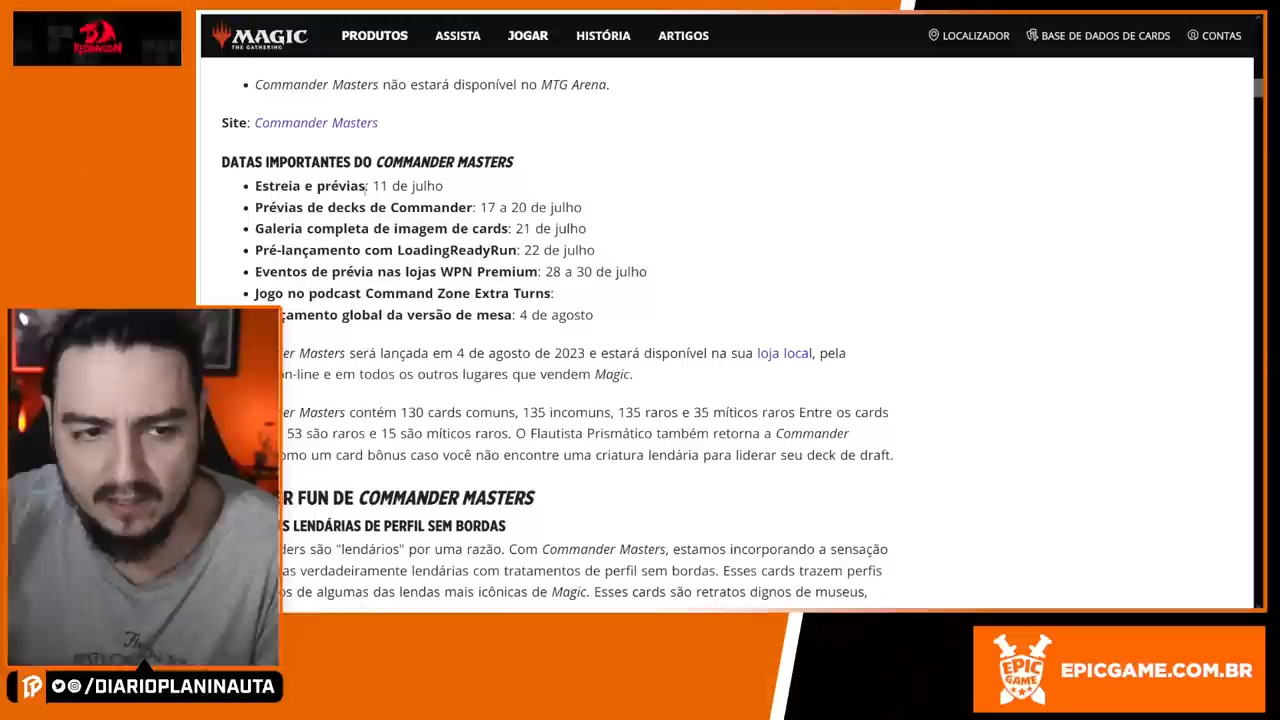 REDRAGON
MAGIC
THE GATHERING
PRODUTOS ASSISTA JOGAR HISTÓRIA ARTIGOS LOCALIZADOR BASE DE DADOS DE CARDS CONTAS
• Commander Masters não estará disponível no MTG Arena.
Site: Commander Masters
DATAS IMPORTANTES DO COMMANDER MASTERS
• Estreia e prévias: 11 de julho
• Prévias de decks de Commander: 17 a 20 de julho
• Galeria completa de imagem de cards: 21 de julho
• Pré-lançamento com LoadingReadyRun: 22 de julho
• Eventos de prévia nas lojas WPN Premium: 28 a 30 de julho
• Jogo no podcast Command Zone Extra Turns:
çamento global da versão de mesa: 4 de agosto
der Masters será lançada em 4 de agosto de 2023 e estará disponível na sua loja local, pela
on-line e em todos os outros lugares que vendem Magic.
der Masters contém 130 cards comuns, 135 incomuns, 135 raros e 35 míticos raros Entre os cards
53 são raros e 15 são míticos raros. O Flautista Prismático também retorna a Commander
omo um card bônus caso você não encontre uma criatura lendária para liderar seu deck de draft.
R FUN DE COMMANDER MASTERS
S LENDÁRIAS DE PERFIL SEM BORDAS
ders são "lendários" por uma razão. Com Commander Masters, estamos incorporando a sensação
as verdadeiramente lendárias com tratamentos de perfil sem bordas. Esses cards trazem perfis
os de algumas das lendas mais icônicas de Magic. Esses cards são retratos dignos de museus,
/DIARIOPLANINAUTA
EPIC
GAME
EPICGAME.COM.BR